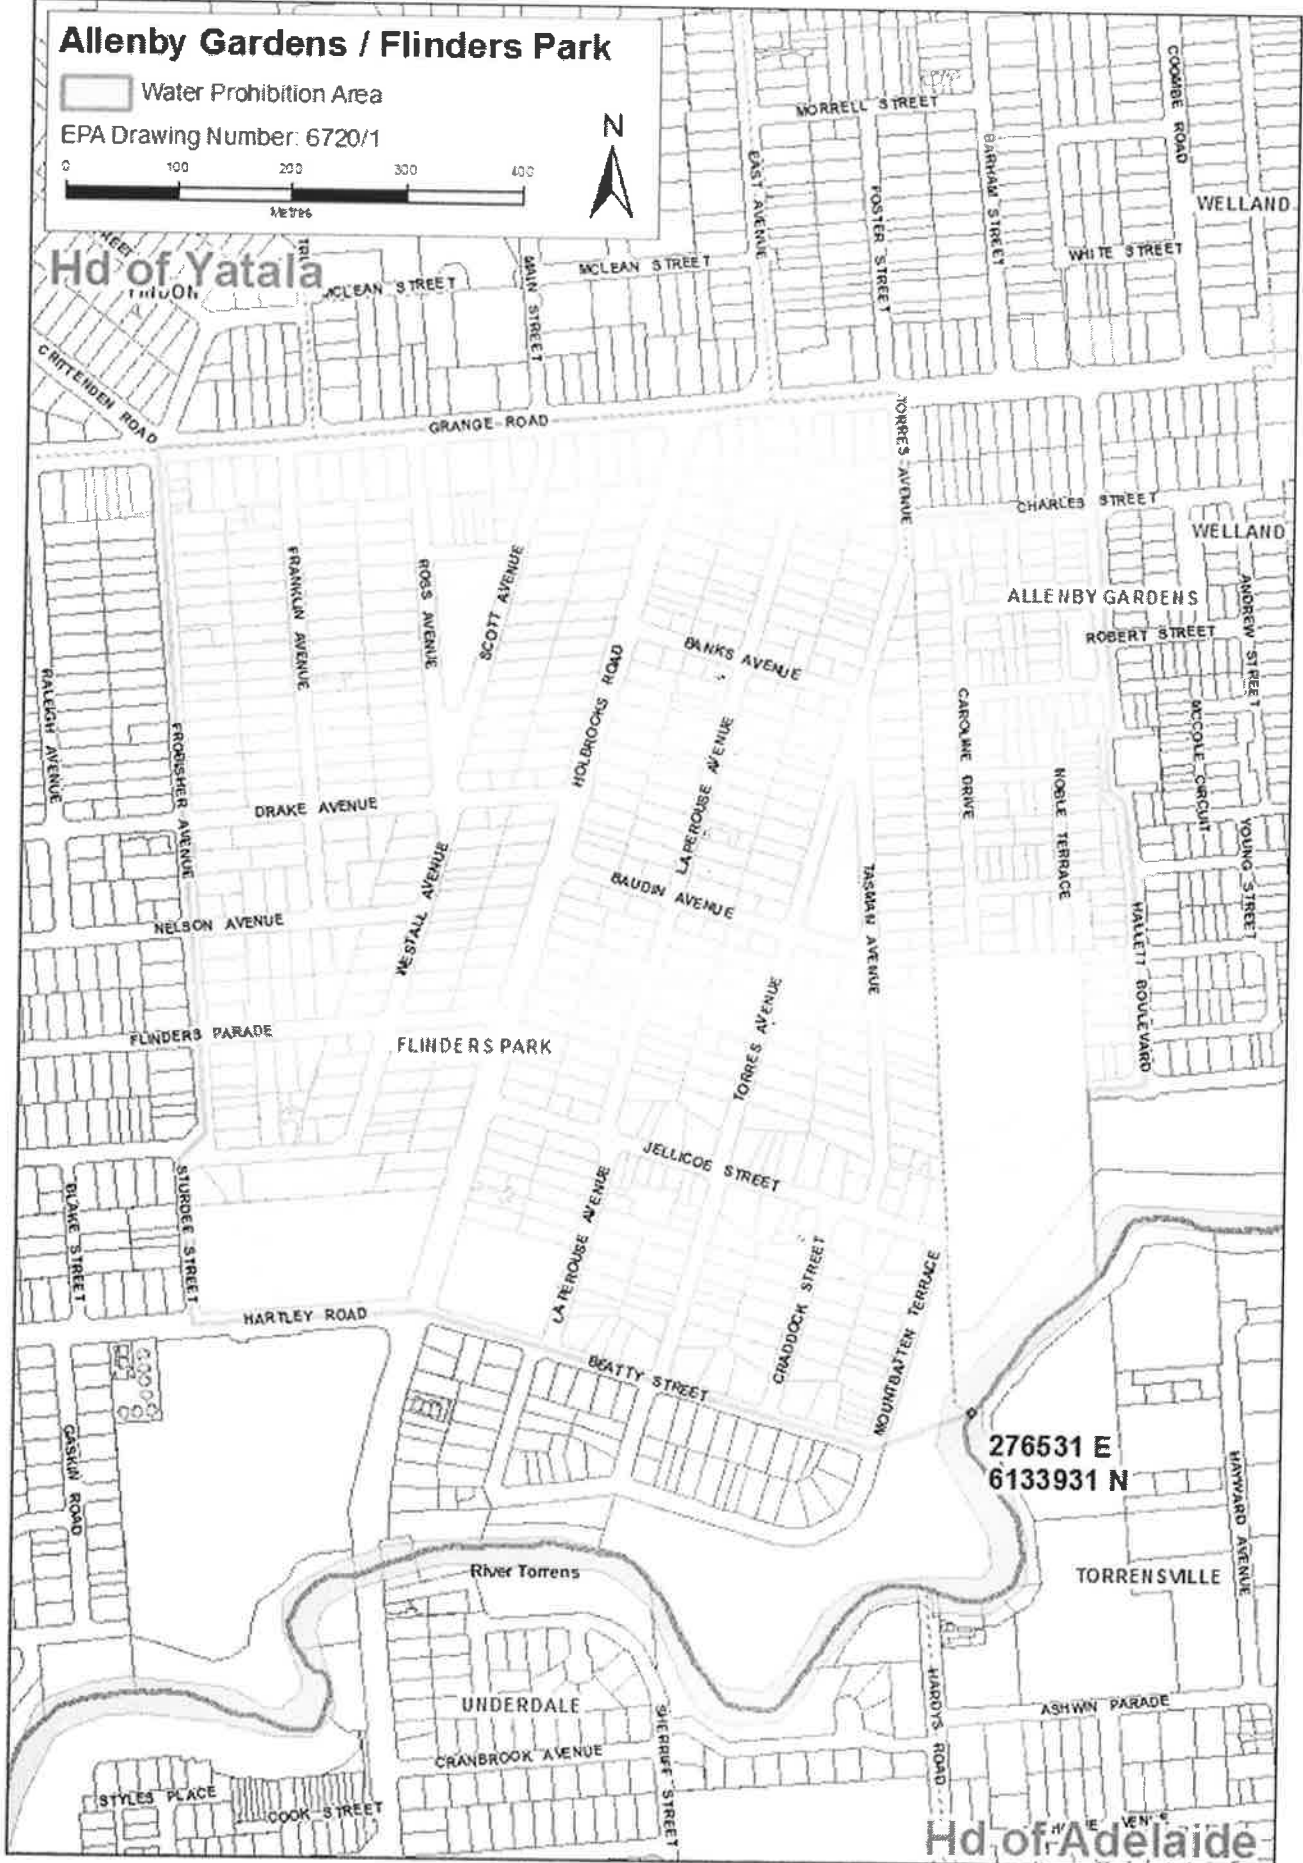 Allenby Gardens / Flinders Park
Water Prohibition Area
EPA Drawing Number: 6720/1
0 100 200 300 400
Metres
N
Hd of Yatala
MORRELL STREET
COOMBE ROAD
EAST AVENUE
FOSTER STREET
BARHAM STREET
WELLAND
WHITE STREET
MCLEAN STREET
MAIN STREET
MCLEAN STREET
CRITTENDEN ROAD
GRANGE ROAD
TORRES AVENUE
CHARLES STREET
WELLAND
FRANKLIN AVENUE
ROSS AVENUE
SCOTT AVENUE
ALLENBY GARDENS
ANDREW STREET
ROBERT STREET
BANKS AVENUE
HOLBROOKS ROAD
RALEIGH AVENUE
FROBISHER AVENUE
LA PEROUSE AVENUE
CAROLINE DRIVE
NOBLE TERRACE
MCCOLE CIRCUIT
DRAKE AVENUE
YOUNG STREET
WESTALL AVENUE
BAUDIN AVENUE
TASMAN AVENUE
NELSON AVENUE
HALLETT BOULEVARD
TORRES AVENUE
FLINDERS PARADE
FLINDERS PARK
JELLICOE STREET
BLAKE STREET
STURDEE STREET
LA PEROUSE AVENUE
CRADDOCK STREET
MOUNTBATTEN TERRACE
HARTLEY ROAD
BEATTY STREET
276531 E
6133931 N
GASKIN ROAD
HAYWARD AVENUE
River Torrens
TORRENSVILLE
UNDERDALE
SHERRIFF STREET
HARDYS ROAD
ASHWIN PARADE
CRANBROOK AVENUE
STYLES PLACE
COOK STREET
Hd of Adelaide